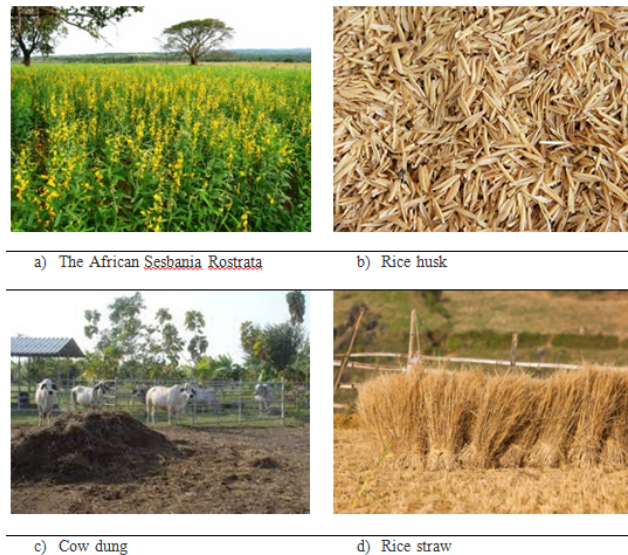 a) The African Sesbania Rostrata
b) Rice husk
c) Cow dung
d) Rice straw